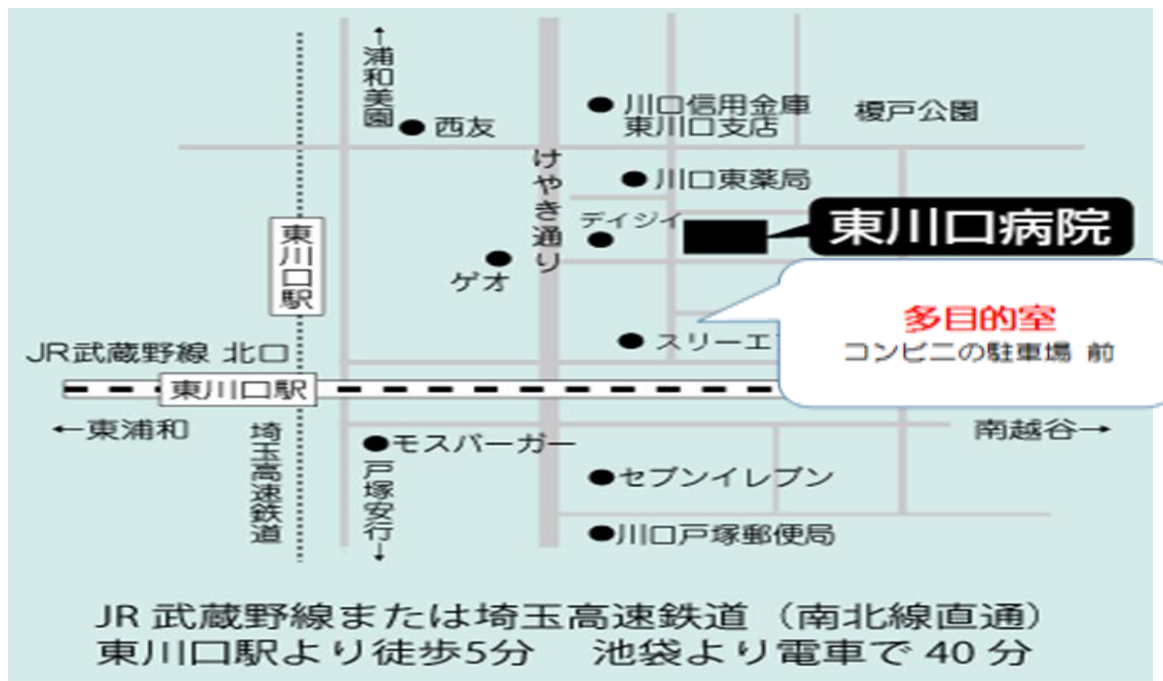 ←浦和美園
西友
川口信用金庫
東川口支店
榎戸公園
けやき通り
川口東薬局
デイジイ
東川口病院
東川口駅
ゲオ
多目的室
コンビニの駐車場 前
スリーエ
JR武蔵野線 北口
東川口駅
←東浦和
南越谷→
埼玉高速鉄道
モスバーガー
戸塚安行→
セブンイレブン
川口戸塚郵便局
JR 武蔵野線または埼玉高速鉄道（南北線直通）
東川口駅より徒歩5分　池袋より電車で 40 分